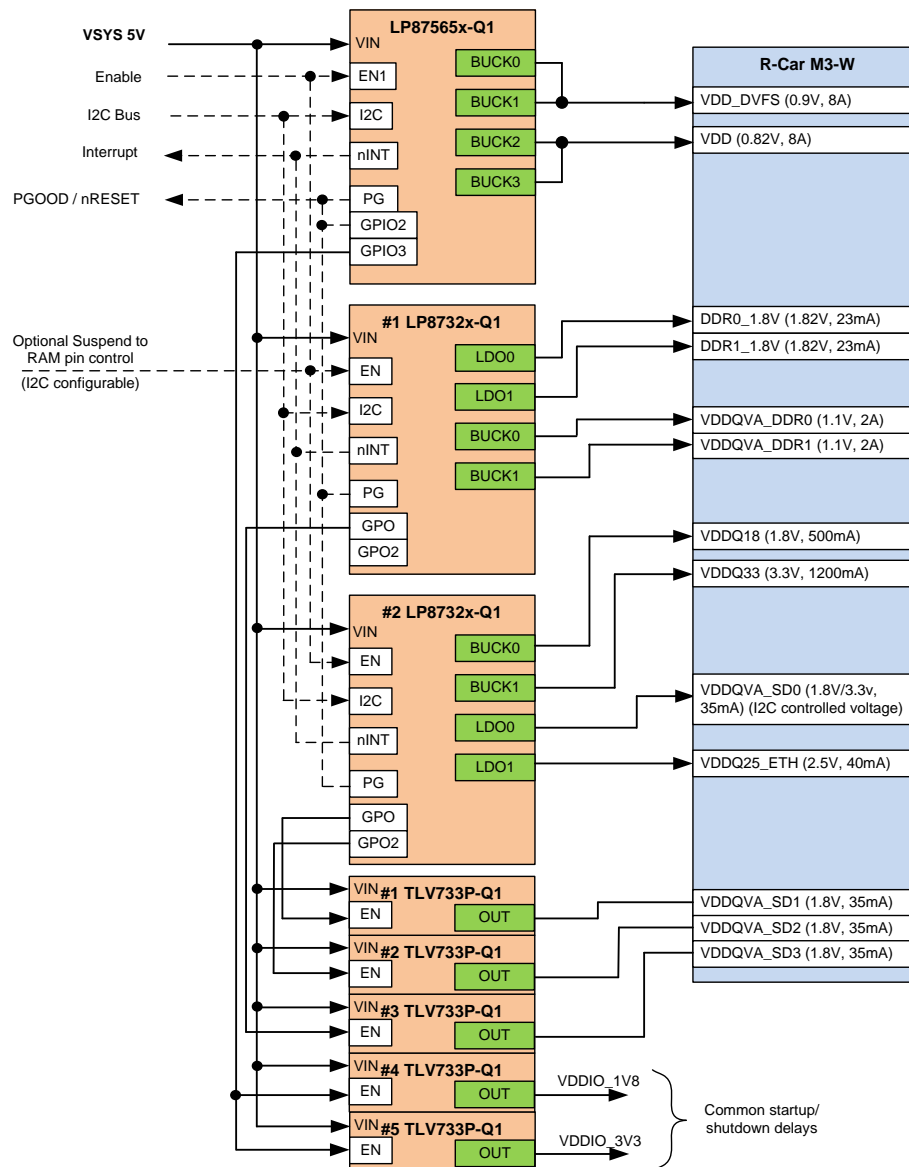 LP87565x-Q1
VSYS 5V
VIN
BUCK0
R-Car M3-W
Enable
EN1
BUCK1
VDD_DVFS (0.9V, 8A)
I2C Bus
I2C
BUCK2
VDD (0.82V, 8A)
Interrupt
nINT
BUCK3
PGOOD / nRESET
PG
GPIO2
GPIO3
#1 LP8732x-Q1
VIN
DDR0_1.8V (1.82V, 23mA)
Optional Suspend to
RAM pin control
(I2C configurable)
LDO0
DDR1_1.8V (1.82V, 23mA)
EN
LDO1
I2C
BUCK0
VDDQVA_DDR0 (1.1V, 2A)
nINT
VDDQVA_DDR1 (1.1V, 2A)
BUCK1
PG
GPO
GPO2
VDDQ18 (1.8V, 500mA)
VDDQ33 (3.3V, 1200mA)
#2 LP8732x-Q1
VIN
BUCK0
EN
BUCK1
I2C
VDDQVA_SD0 (1.8V/3.3v,
35mA) (I2C controlled voltage)
LDO0
nINT
LDO1
VDDQ25_ETH (2.5V, 40mA)
PG
GPO
GPO2
VIN
#1 TLV733P-Q1
EN
OUT
VDDQVA_SD1 (1.8V, 35mA)
VIN
#2 TLV733P-Q1
VDDQVA_SD2 (1.8V, 35mA)
EN
OUT
VDDQVA_SD3 (1.8V, 35mA)
VIN
#3 TLV733P-Q1
EN
OUT
VIN
#4 TLV733P-Q1
EN
OUT
VDDIO_1V8
Common startup/
shutdown delays
VIN
#5 TLV733P-Q1
EN
OUT
VDDIO_3V3